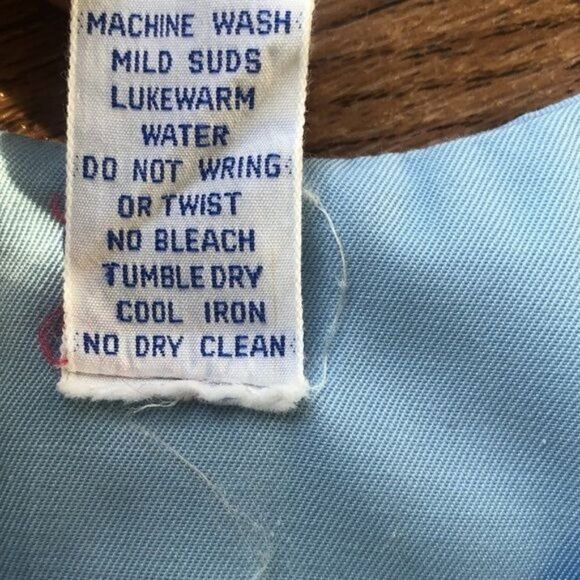 MACHINE WASH
MILD SUDS
LUKEWARM
WATER
DO NOT WRING
OR TWIST
NO BLEACH
TUMBLE DRY
COOL IRON
NO DRY CLEAN